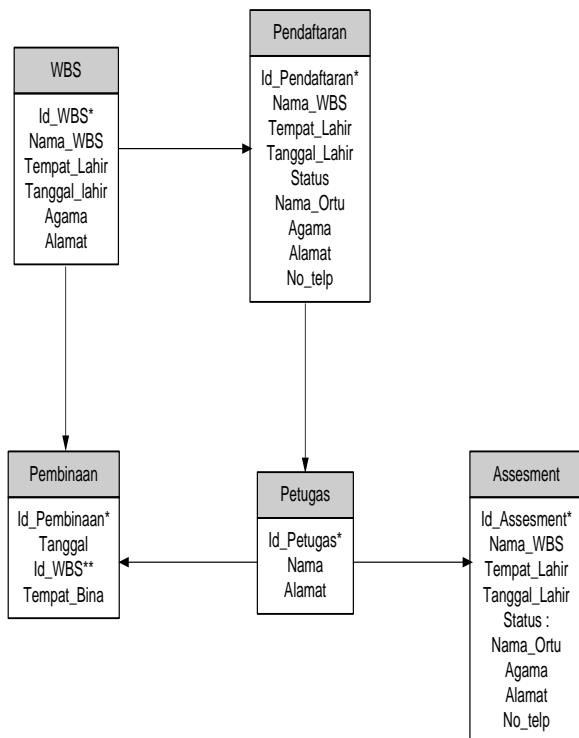 WBS
Id_WBS*
Nama_WBS
Tempat_Lahir
Tanggal_lahir
Agama
Alamat
Pendaftaran
Id_Pendaftaran*
Nama_WBS
Tempat_Lahir
Tanggal_Lahir
Status
Nama_Ortu
Agama
Alamat
No_telp
Pembinaan
Id_Pembinaan*
Tanggal
Id_WBS**
Tempat_Bina
Petugas
Id_Petugas*
Nama
Alamat
Assesment
Id_Assesment*
Nama_WBS
Tempat_Lahir
Tanggal_Lahir
Status :
Nama_Ortu
Agama
Alamat
No_telp